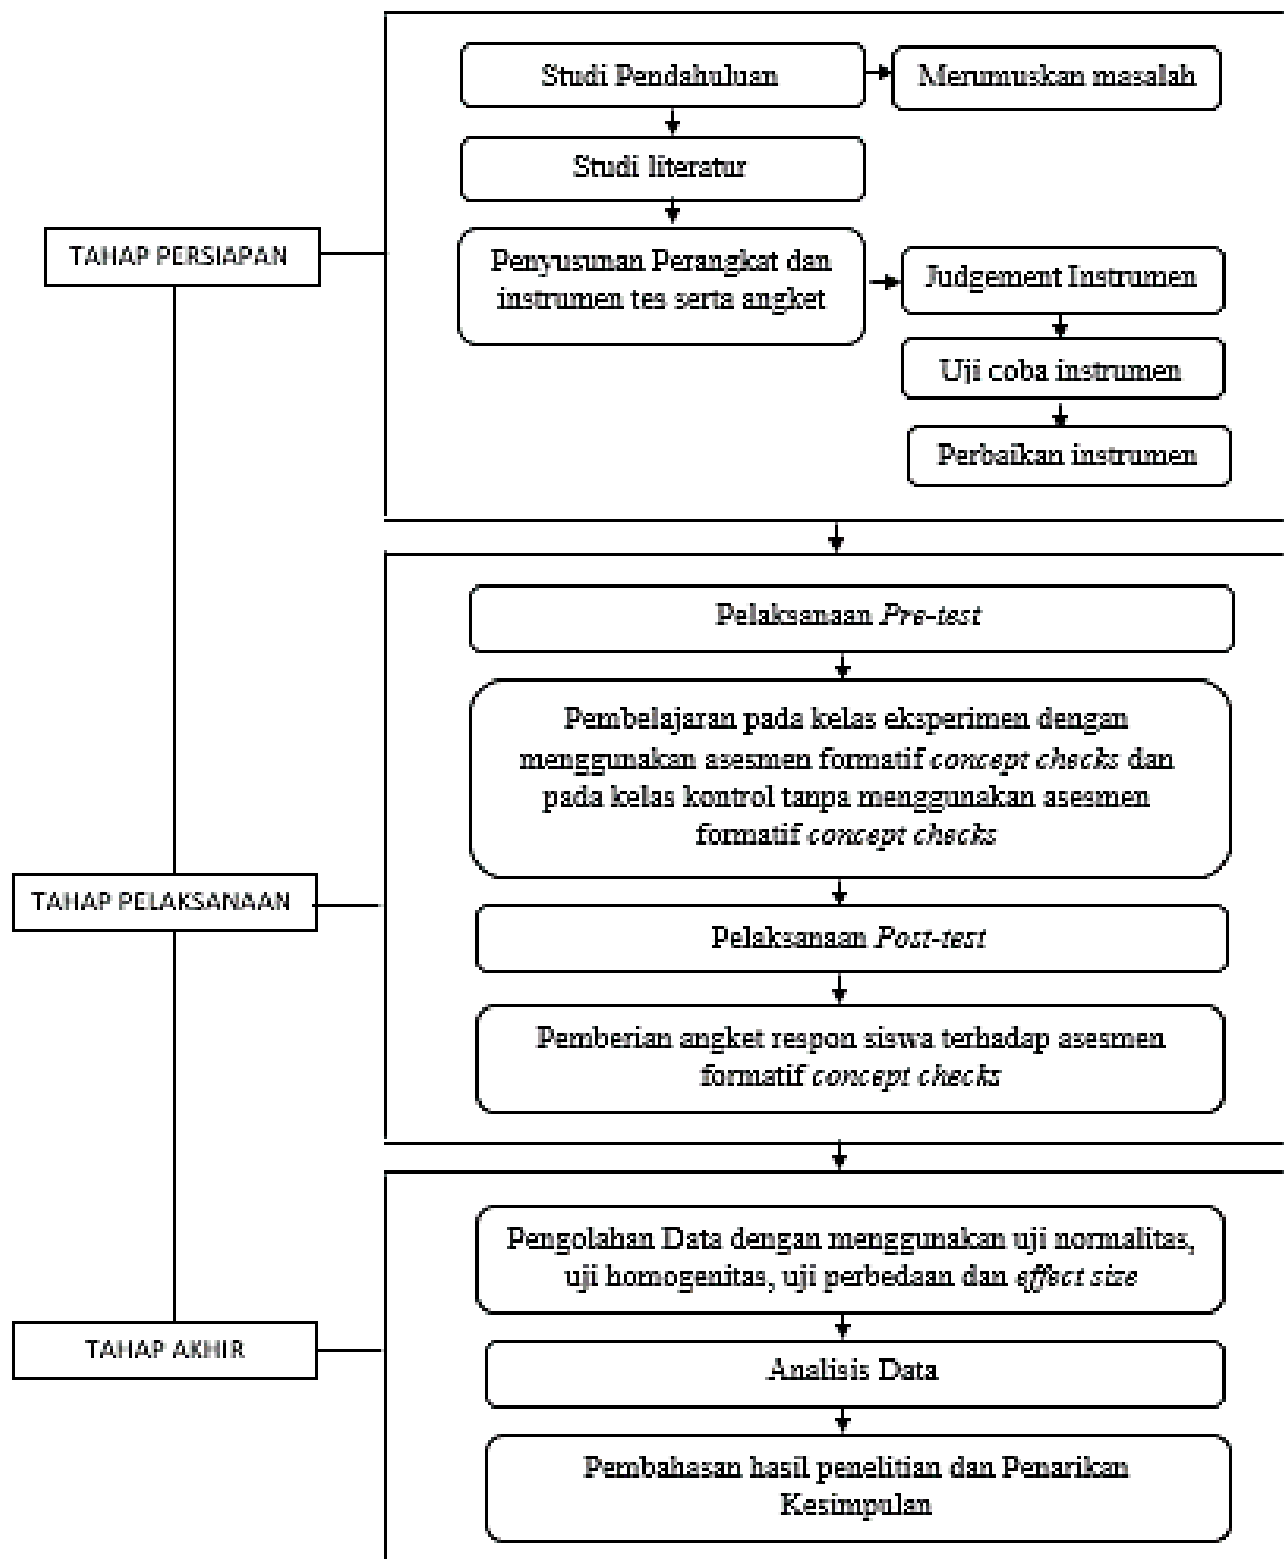 Studi Pendahuluan
Merumuskan masalah
Studi literatur
TAHAP PERSIAPAN
Penyusunan Perangkat dan
instrumen tes serta angket
Judgement Instrumen
Uji coba instrumen
Perbaikan instrumen
Pelaksanaan Pre-test
Pembelajaran pada kelas eksperimen dengan
menggunakan asesmen formatif concept checks dan
pada kelas kontrol tanpa menggunakan asesmen
formatif concept checks
TAHAP PELAKSANAAN
Pelaksanaan Post-test
Pemberian angket respon siswa terhadap asesmen
formatif concept checks
Pengolahan Data dengan menggunakan uji normalitas,
uji homogenitas, uji perbedaan dan effect size
TAHAP AKHIR
Analisis Data
Pembahasan hasil penelitian dan Penarikan
Kesimpulan